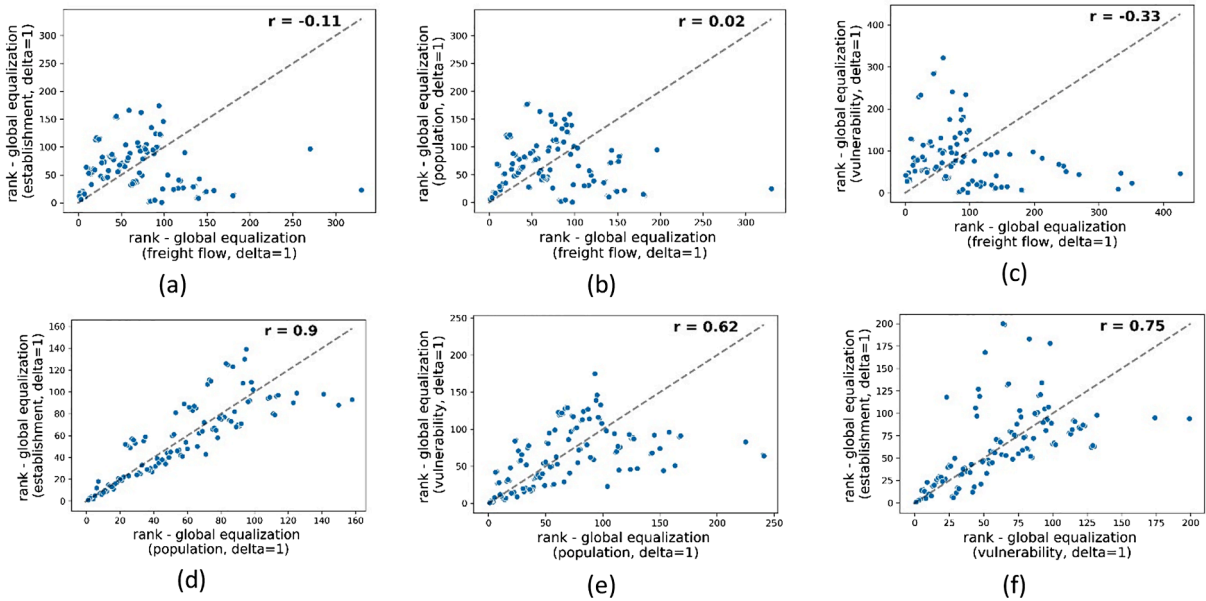 r = -0.11
300
250
200
150
100
50
0
0 50 100 150 200 250 300
rank - global equalization
(establishment, delta=1)
rank - global equalization
(freight flow, delta=1)
(a)
r = 0.02
300
250
200
150
100
50
0
0 50 100 150 200 250 300
rank - global equalization
(population, delta=1)
rank - global equalization
(freight flow, delta=1)
(b)
r = -0.33
400
300
200
100
0
0 100 200 300 400
rank - global equalization
(vulnerability, delta=1)
rank - global equalization
(freight flow, delta=1)
(c)
r = 0.9
160
140
120
100
80
60
40
20
0
0 20 40 60 80 100 120 140 160
rank - global equalization
(establishment, delta=1)
rank - global equalization
(population, delta=1)
(d)
r = 0.62
250
200
150
100
50
0
0 50 100 150 200 250
rank - global equalization
(vulnerability, delta=1)
rank - global equalization
(population, delta=1)
(e)
r = 0.75
200
175
150
125
100
75
50
25
0
0 25 50 75 100 125 150 175 200
rank - global equalization
(establishment, delta=1)
rank - global equalization
(vulnerability, delta=1)
(f)